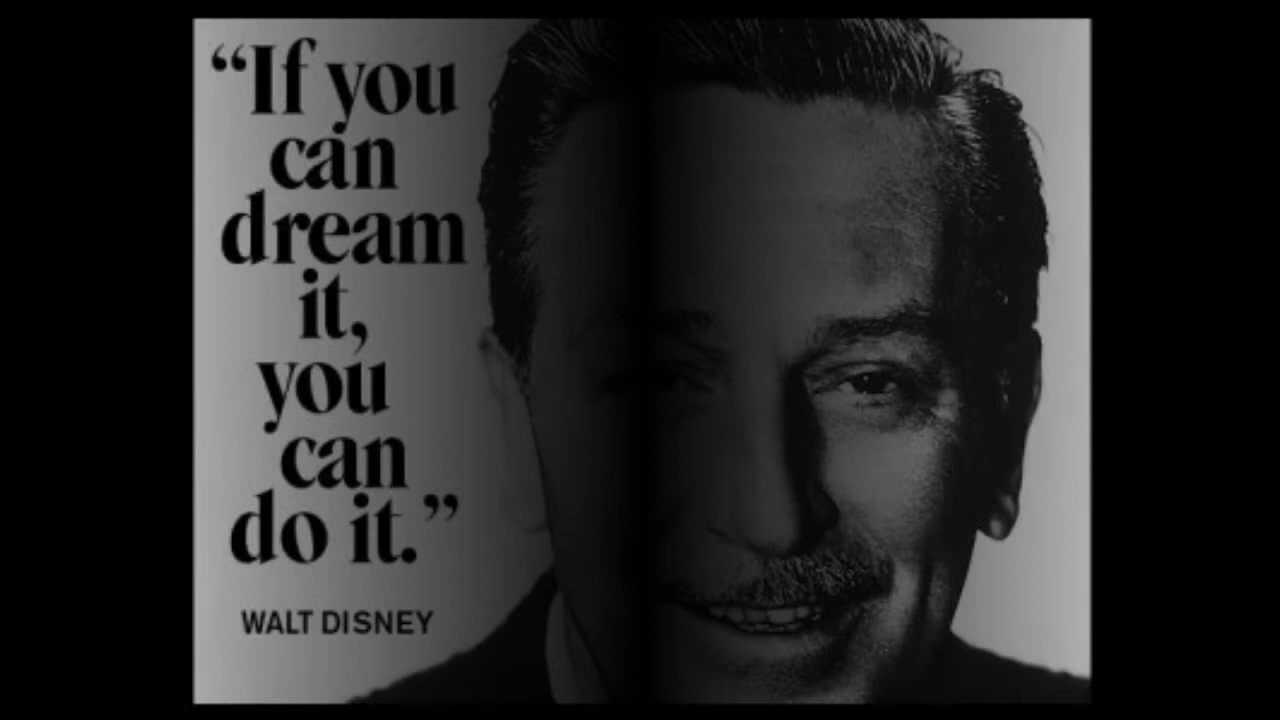 “If you
can
dream
it,
you
can
do it.”
WALT DISNEY